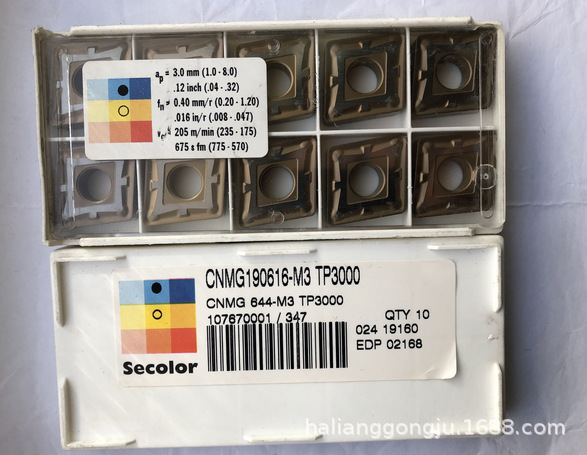 ap = 3.0 mm (1.0 - 8.0)
.12 inch (.04 - .32)
fn = 0.40 mm/r (0.20 - 1.20)
.016 in/r (.008 - .047)
vc = 205 m/min (235 - 175)
675 s fm (775 - 570)
CNMG190616-M3 TP3000
CNMG 644-M3 TP3000
107670001 / 347
QTY 10
024 19160
EDP 02168
Secolor
halianggongju.1688.com